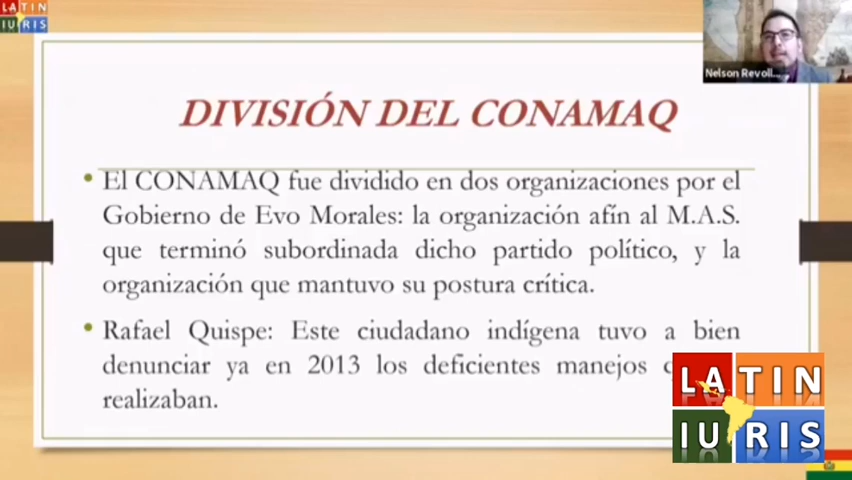 LATIN
IURIS
Nelson Revoll...
DIVISIÓN DEL CONAMAQ
• El CONAMAQ fue dividido en dos organizaciones por el
Gobierno de Evo Morales: la organización afín al M.A.S.
que terminó subordinada dicho partido político, y la
organización que mantuvo su postura crítica.
• Rafael Quispe: Este ciudadano indígena tuvo a bien
denunciar ya en 2013 los deficientes manejos
realizaban.
LATIN
IURIS